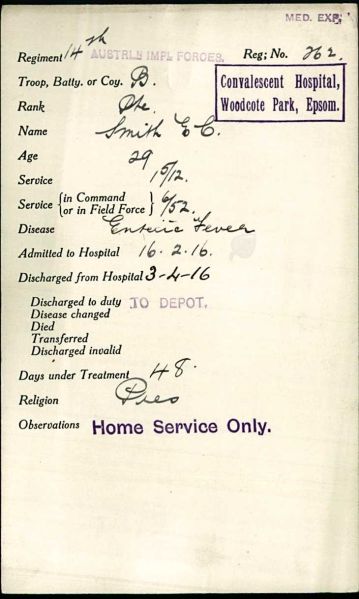 MED. EXP.
Regiment 14th AUSTRLN IMPL FORCES. Reg; No. 262
Troop, Batty. or Coy. B.
Convalescent Hospital,
Woodcote Park, Epsom.
Rank Pte.
Name Smith E C.
Age 29
Service 1 5/12.
Service {in Command or in Field Force} 6/52.
Disease Enteric Fever
Admitted to Hospital 16.2.16.
Discharged from Hospital 3-4-16
Discharged to duty TO DEPOT.
Disease changed
Died
Transferred
Discharged invalid
Days under Treatment 48.
Religion Pres
Observations Home Service Only.